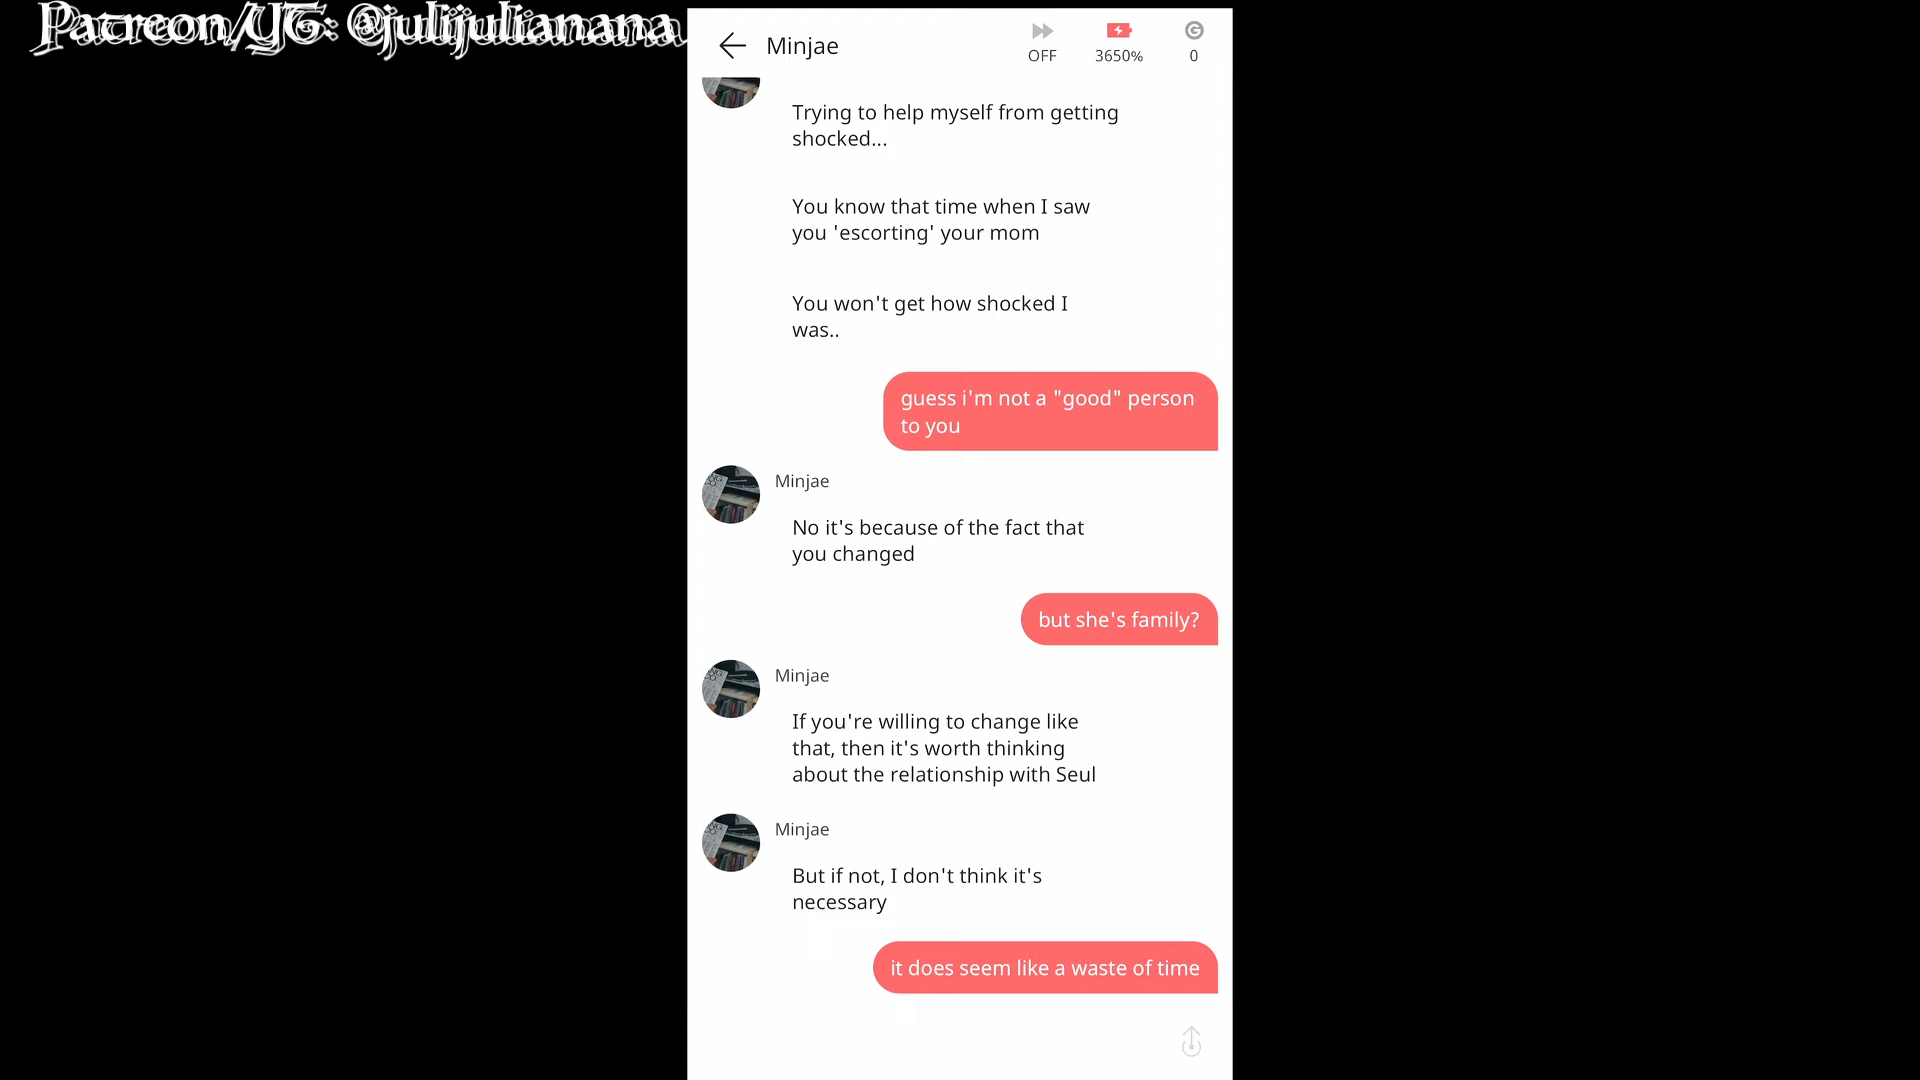 Patreon/YG: @julijulianana
Minjae
OFF
3650%
0
Trying to help myself from getting
shocked...
You know that time when I saw
you 'escorting' your mom
You won't get how shocked I
was..
guess i'm not a "good" person
to you
Minjae
No it's because of the fact that
you changed
but she's family?
Minjae
If you're willing to change like
that, then it's worth thinking
about the relationship with Seul
Minjae
But if not, I don't think it's
necessary
it does seem like a waste of time